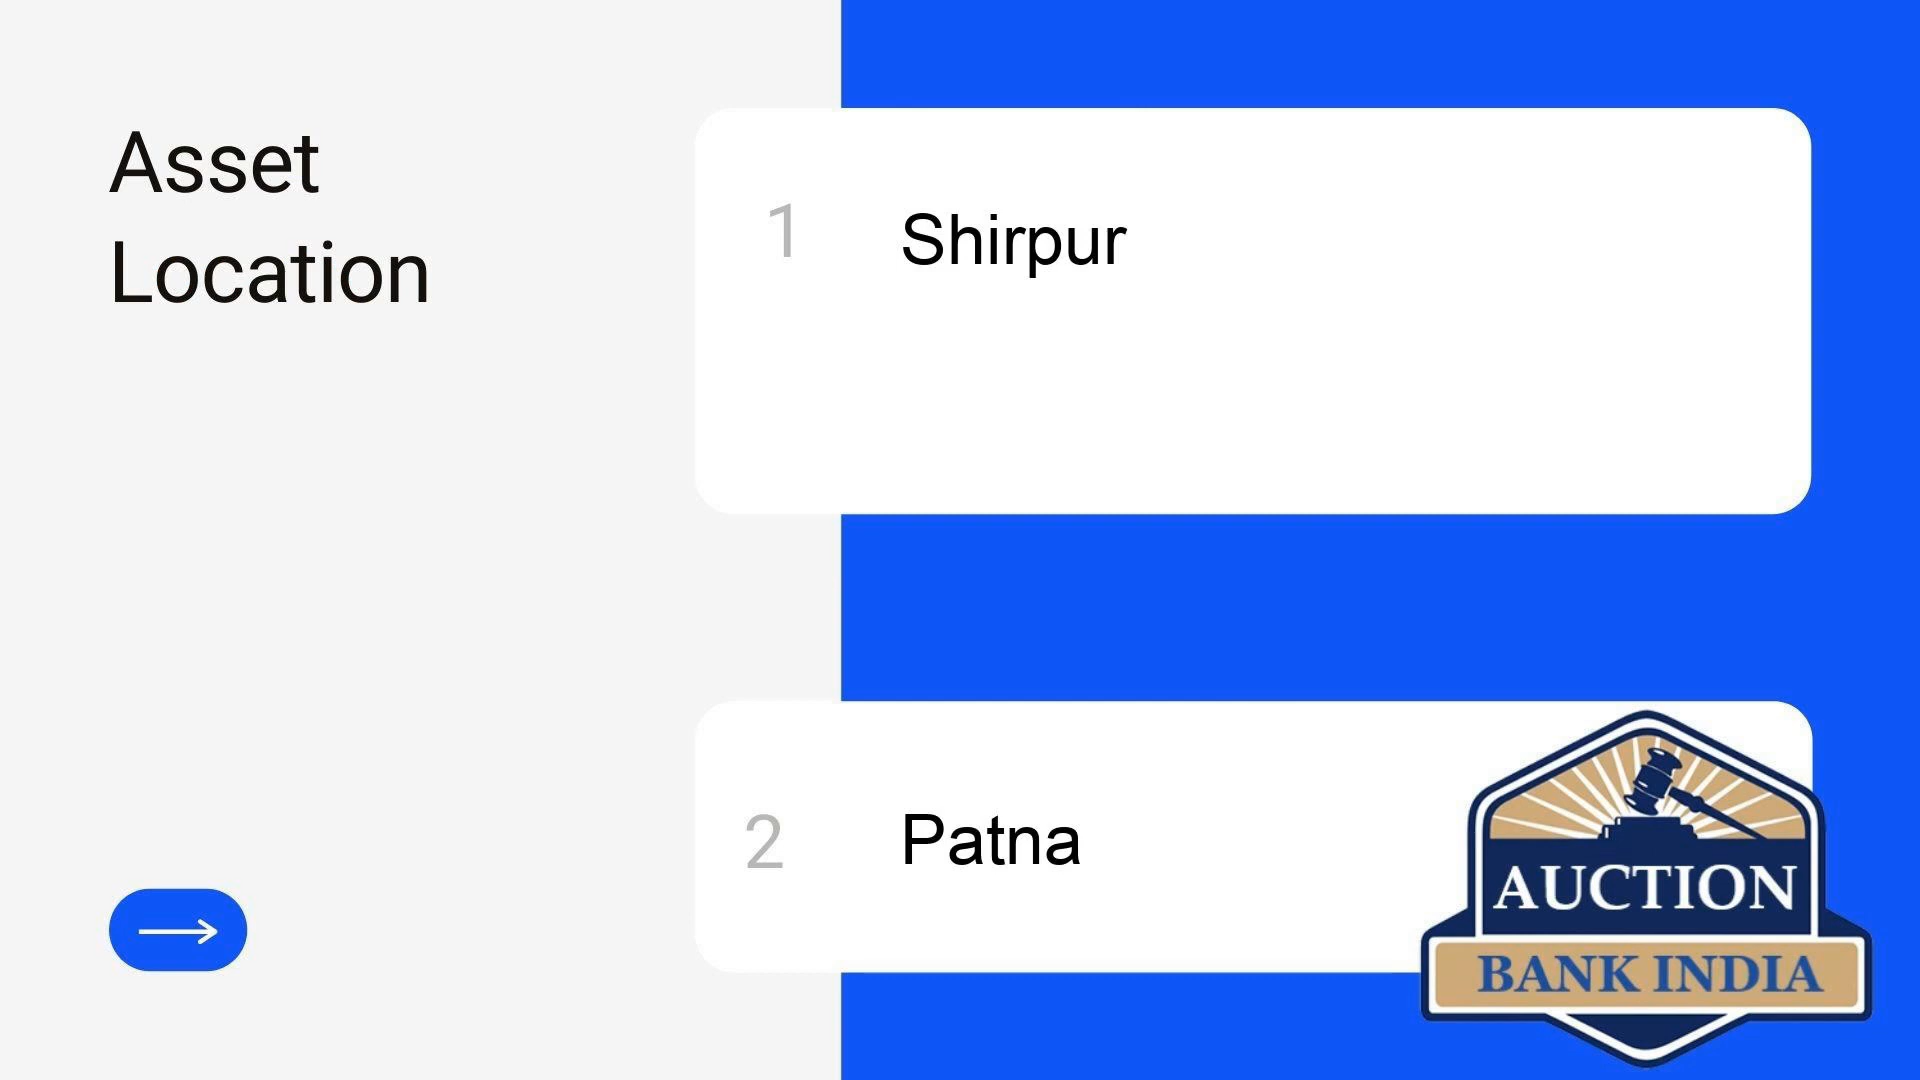 Asset
Location
1
Shirpur
2
Patna
AUCTION
BANK INDIA